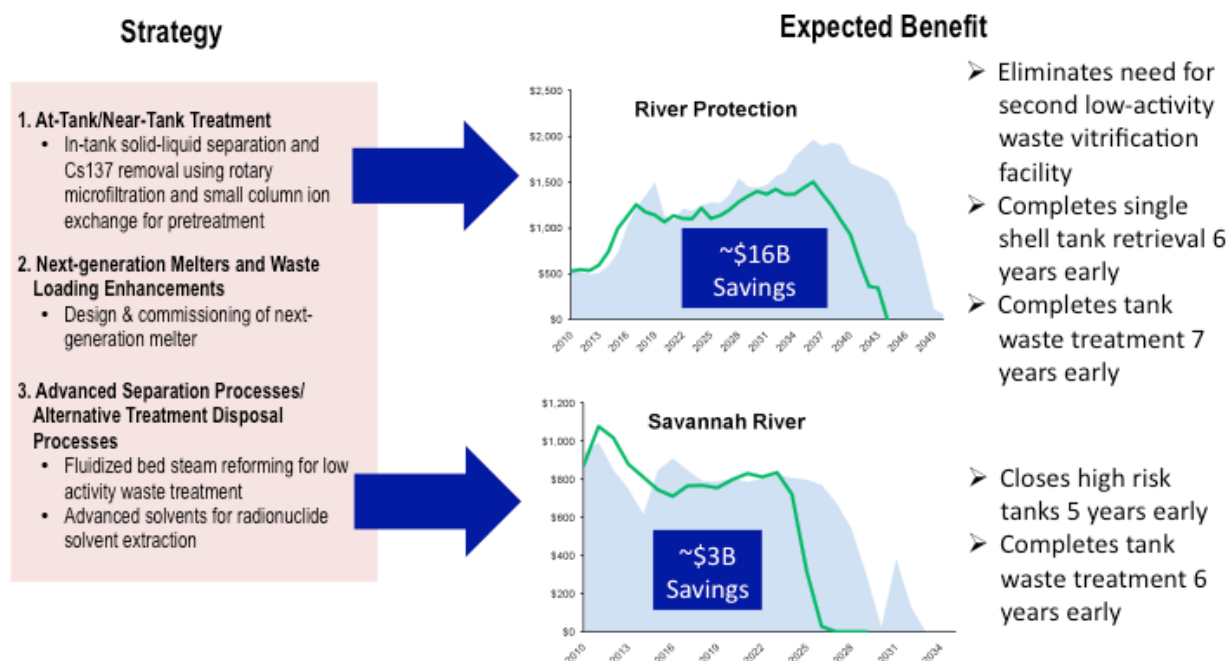 Strategy
1. At-Tank/Near-Tank Treatment
• In-tank solid-liquid separation and
Cs137 removal using rotary
microfiltration and small column ion
exchange for pretreatment
2. Next-generation Melters and Waste
Loading Enhancements
• Design & commissioning of next-
generation melter
3. Advanced Separation Processes/
Alternative Treatment Disposal
Processes
• Fluidized bed steam reforming for low
activity waste treatment
• Advanced solvents for radionuclide
solvent extraction
Expected Benefit
River Protection
$2,500
$2,000
$1,500
$1,000
$500
$0
~$16B
Savings
2010
2013
2016
2019
2022
2025
2028
2031
2034
2037
2040
2043
2046
2049
➢ Eliminates need for
second low-activity
waste vitrification
facility
➢ Completes single
shell tank retrieval 6
years early
➢ Completes tank
waste treatment 7
years early
Savannah River
$1,200
$1,000
$800
$600
$400
$200
$0
~$3B
Savings
2010
2013
2016
2019
2022
2025
2028
2031
2034
➢ Closes high risk
tanks 5 years early
➢ Completes tank
waste treatment 6
years early